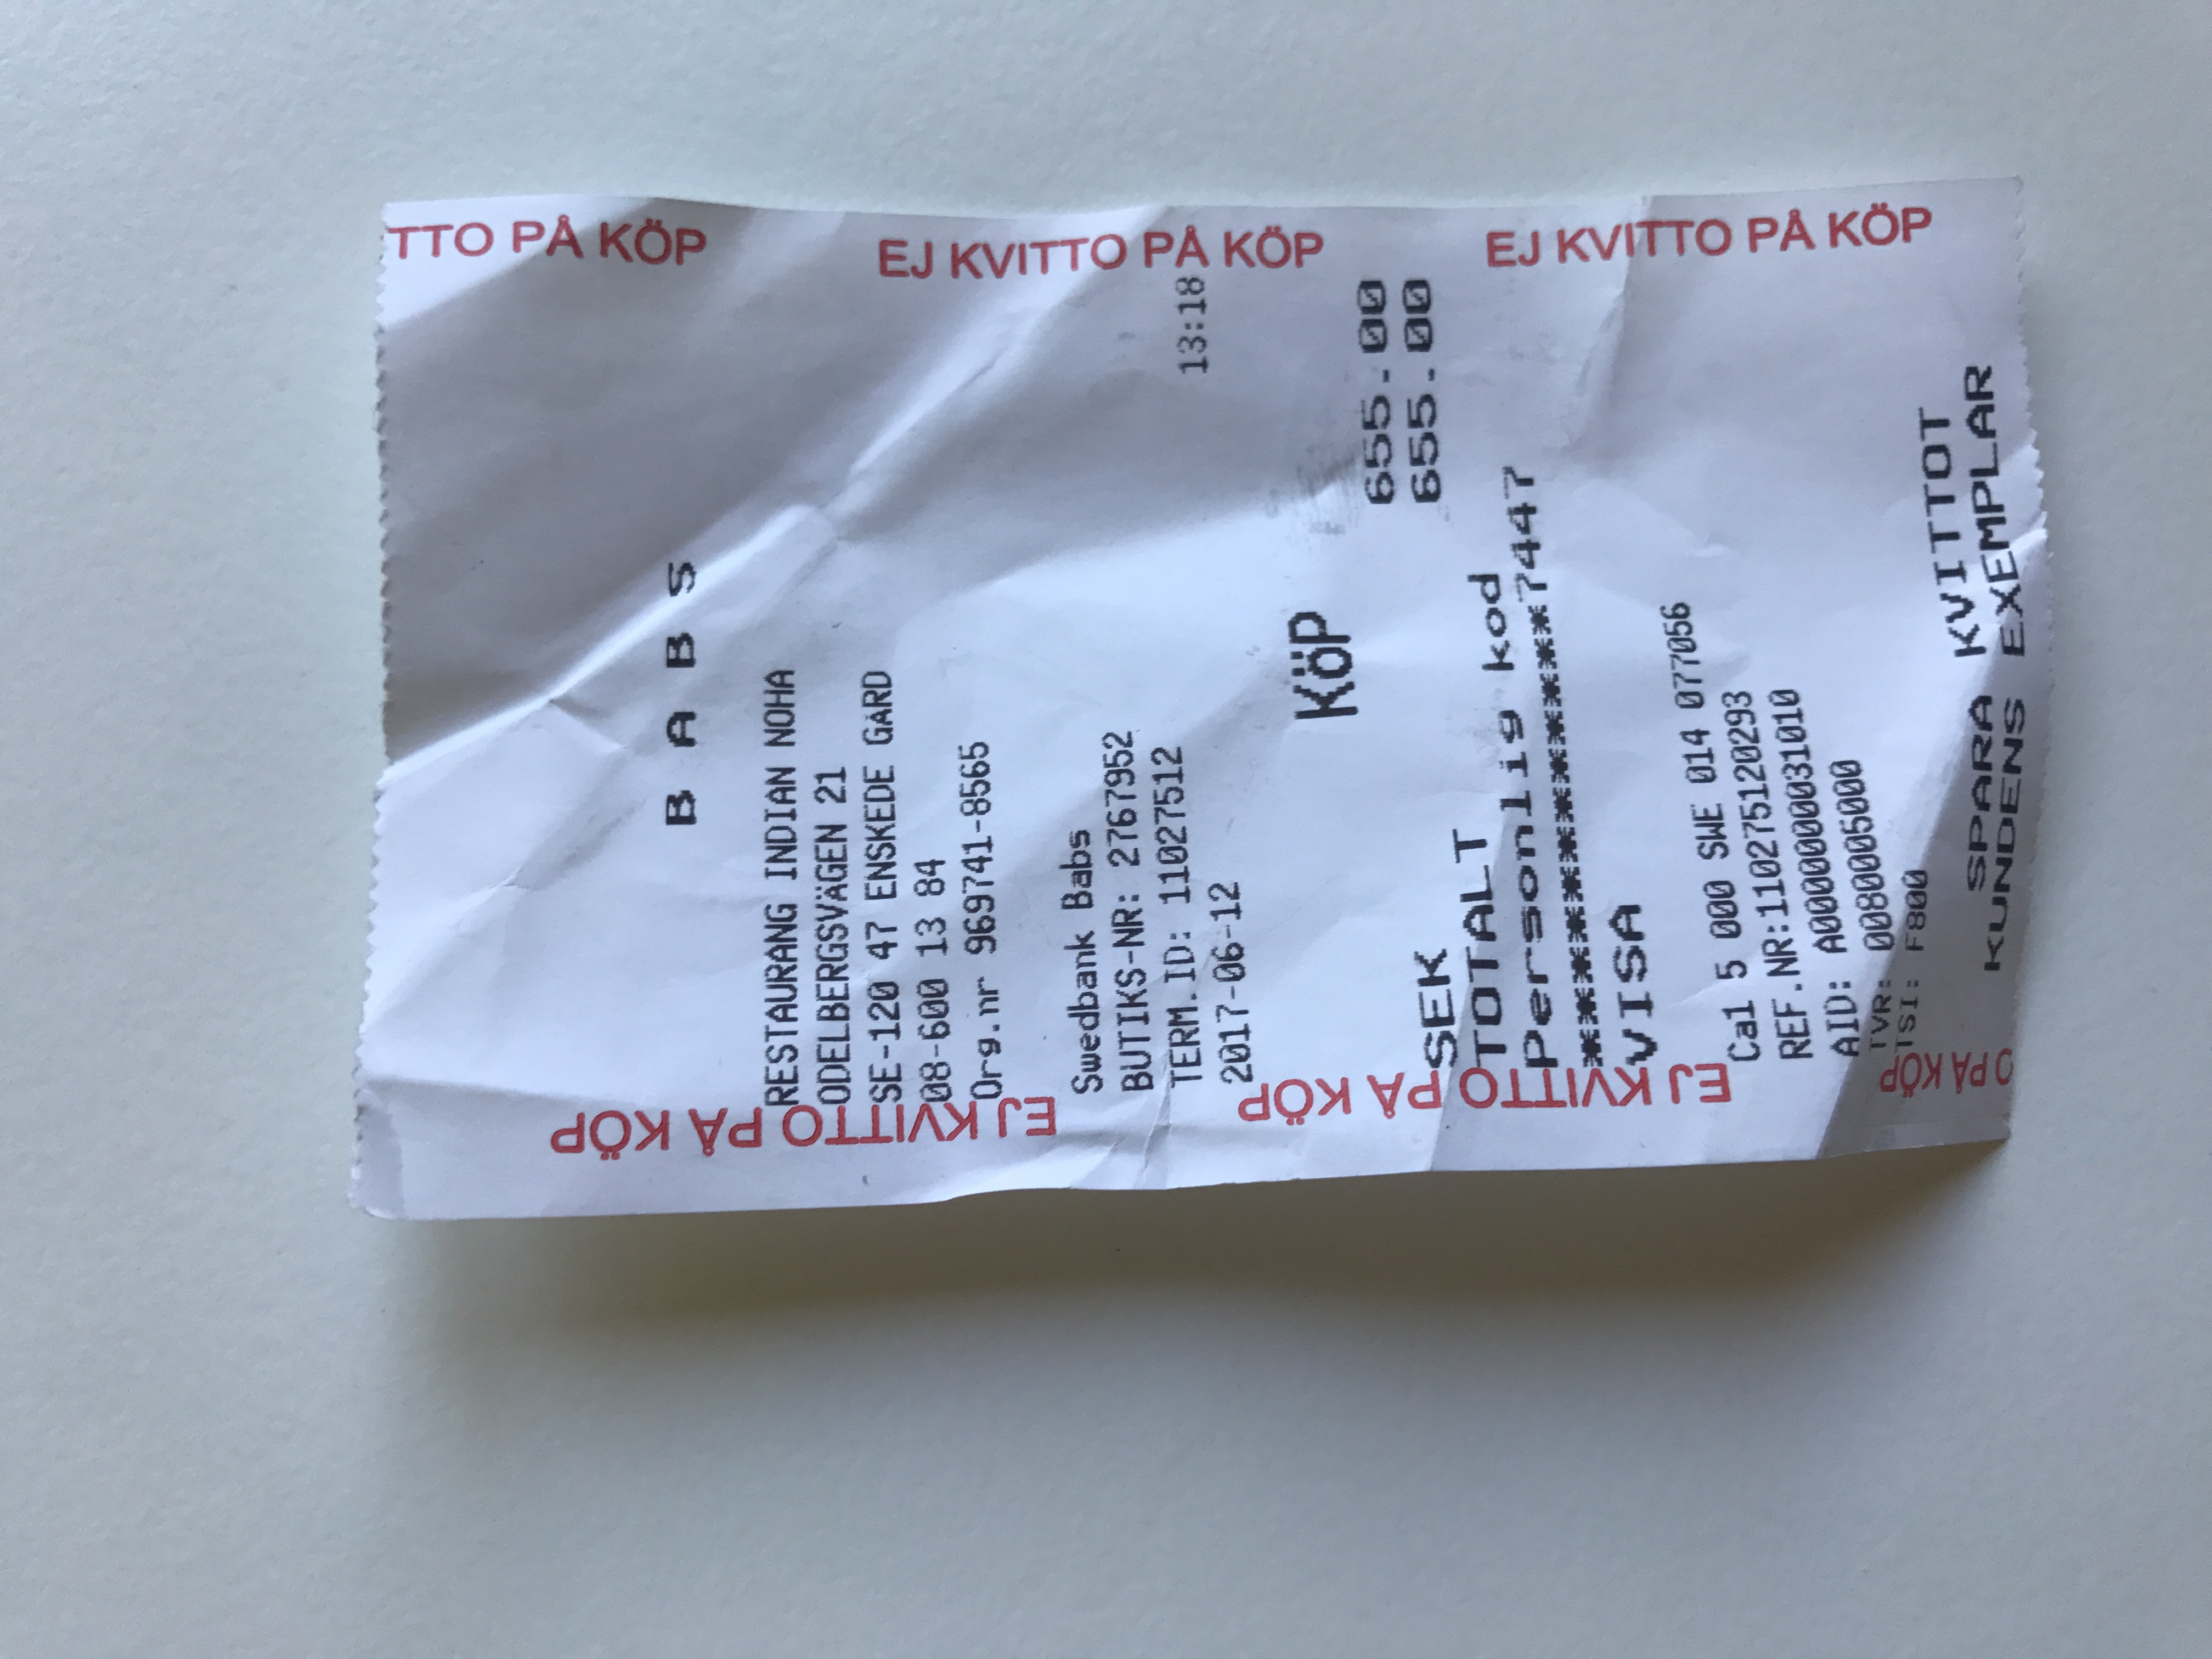 B A B S
RESTAURANG INDIAN NOHA
ODELBERGSVÄGEN 21
SE-120 47 ENSKEDE GÅRD
08-600 13 84
Org.nr 969741-8565
Swedbank Babs
BUTIKS-NR: 2767952
TERM.ID: 11027512
2017-06-12 13:18
KöP
SEK 655.00
TOTALT 655.00
Personlig kod
************7447
VISA
Ca1 5 000 SWE 014 077056
REF.NR:110275120293
AID: A0000000031010
TVR: 0080005000
TSI: F800
SPARA KVITTOT
KUNDENS EXEMPLAR
EJ KVITTO PÅ KÖP
EJ KVITTO PÅ KÖP
O PÅ KÖP
TTO PÅ KÖP
EJ KVITTO PÅ KÖP
EJ KVITTO PÅ KÖP